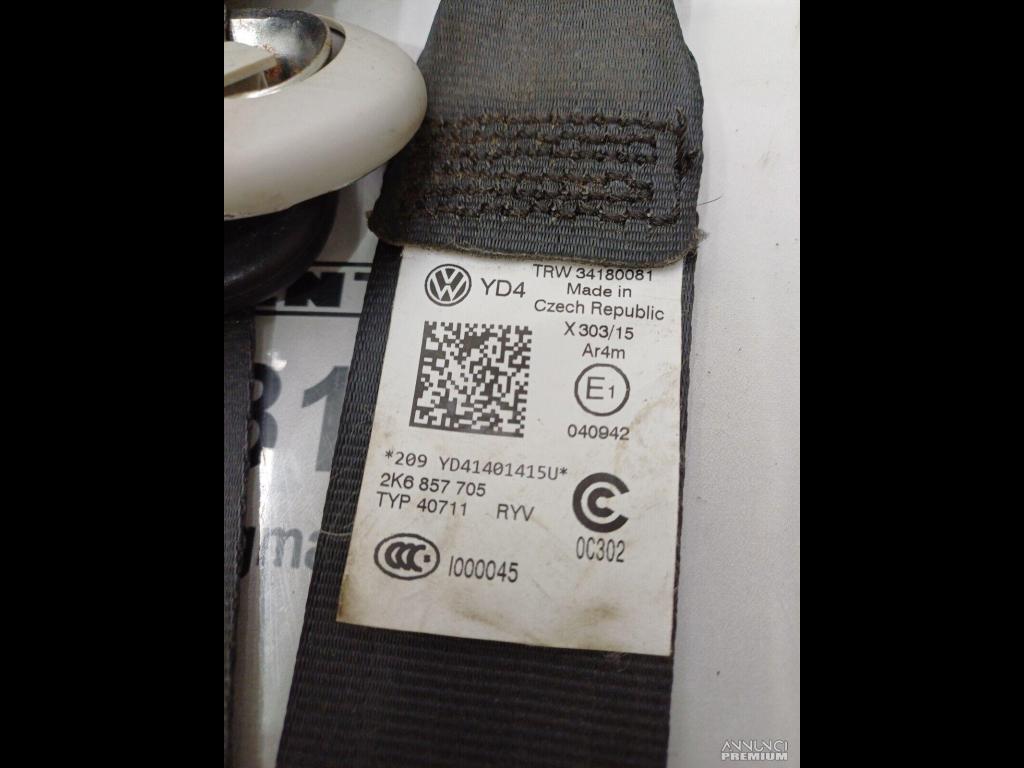 TRW 34180081
YD4
Made in
Czech Republic
X 303/15
Ar4m
E1
040942
*209 YD41401415U*
2K6 857 705
TYP 40711 RYV
0C302
CCC S
I000045
ANNUNCI
PREMIUM